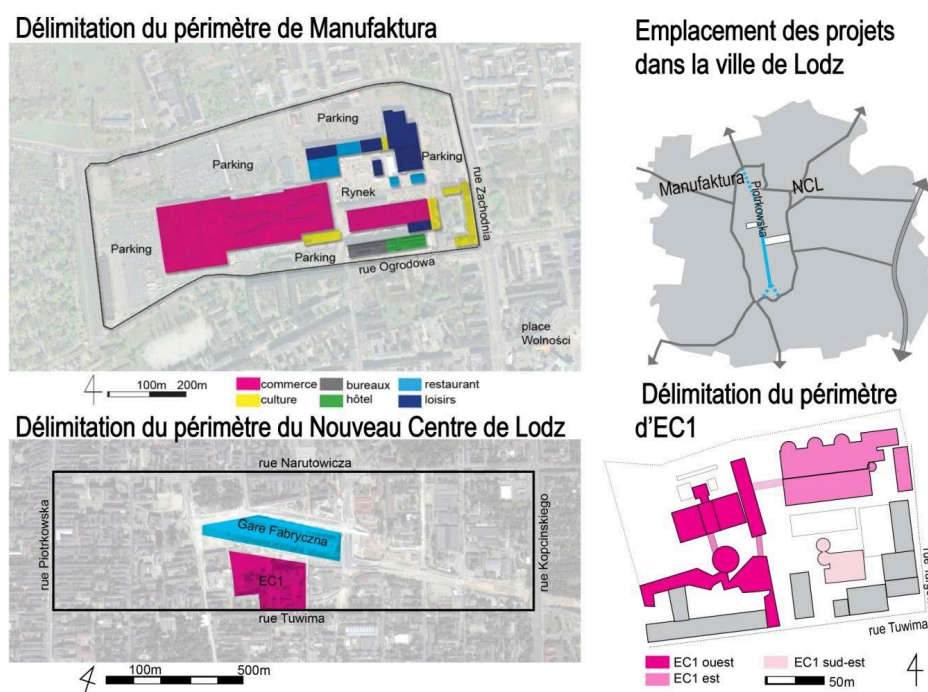 Délimitation du périmètre de Manufaktura
Parking
Parking
Parking
Rynek
rue Zachodnia
Parking
Parking
rue Ogrodowa
place
Wolności
100m 200m
commerce bureaux restaurant
culture hôtel loisirs
Emplacement des projets
dans la ville de Lodz
Manufaktura
Piotrkowska
NCL
Délimitation du périmètre du Nouveau Centre de Lodz
rue Narutowicza
rue Piotrkowska
Gare Fabryczna
EC1
rue Kopcinskiego
rue Tuwima
100m 500m
Délimitation du périmètre
d'EC1
rue Tuwima
EC1 ouest EC1 sud-est
EC1 est 50m